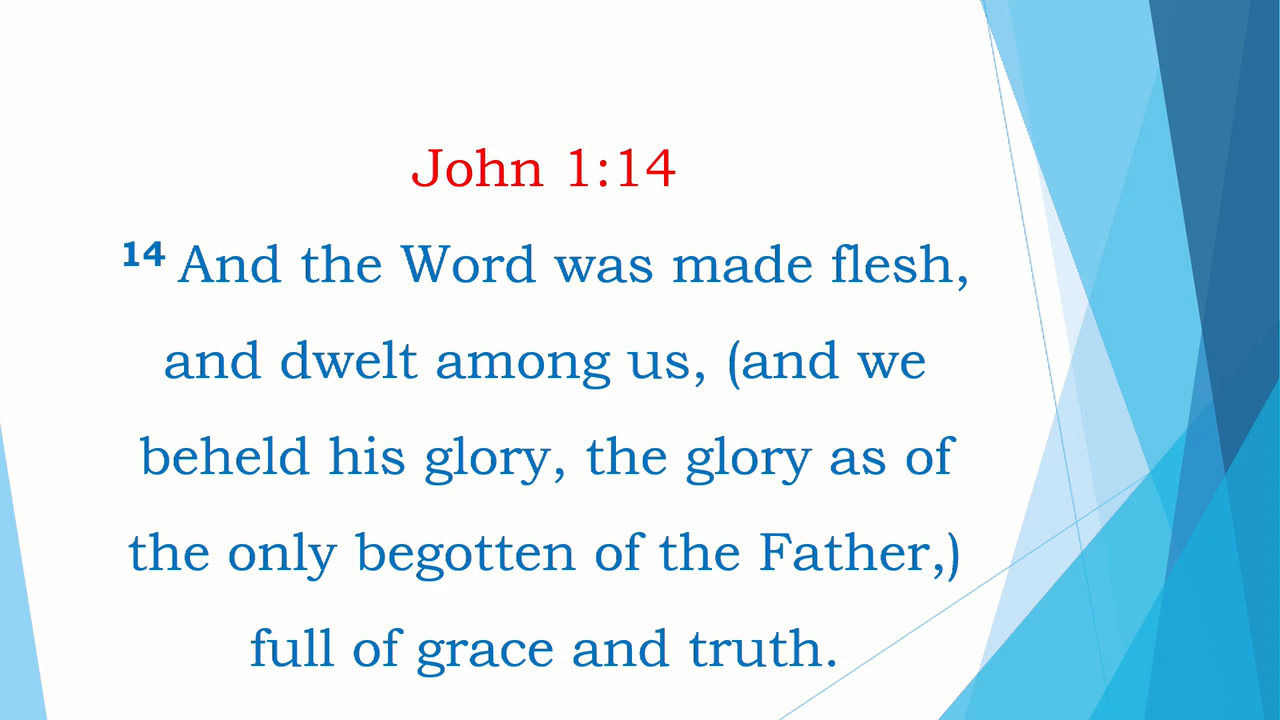 John 1:14
14 And the Word was made flesh,
and dwelt among us, (and we
beheld his glory, the glory as of
the only begotten of the Father,)
full of grace and truth.